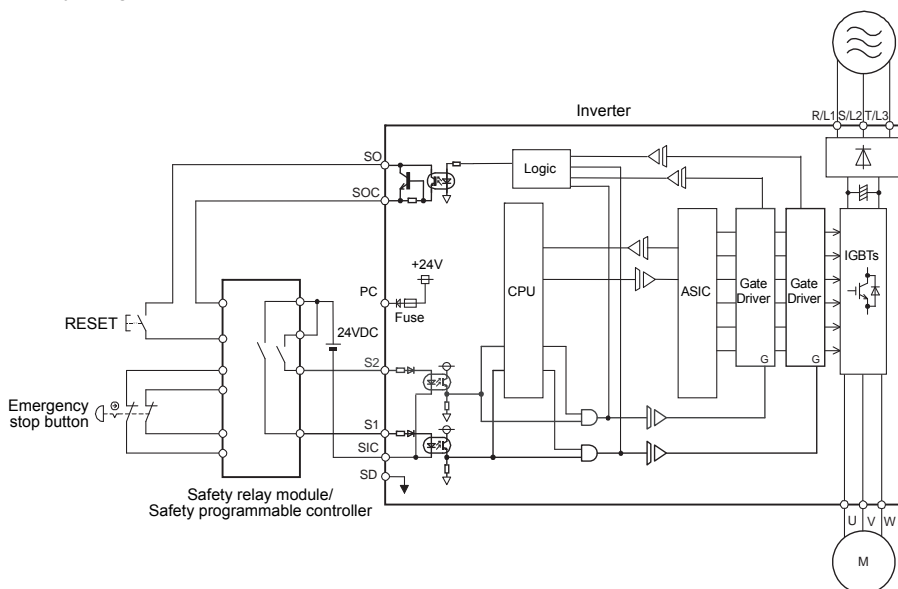 Inverter
R/L1 S/L2 T/L3
SO
SOC
Logic
+24V
PC
Fuse
CPU
ASIC
Gate
Driver
G
Gate
Driver
G
IGBTs
RESET
24VDC
S2
Emergency
stop button
S1
SIC
SD
Safety relay module/
Safety programmable controller
U V W
M